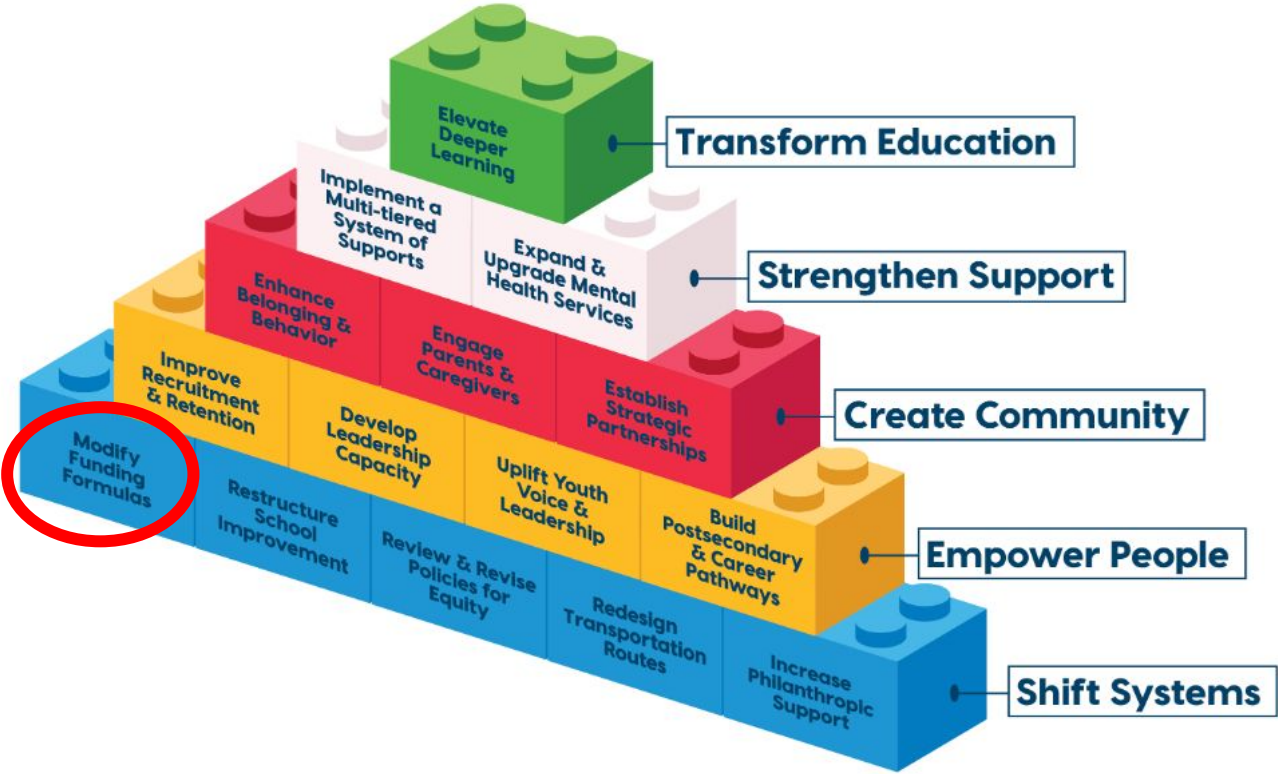 Elevate
Deeper
Learning
Transform Education
Implement a
Multi-tiered
System of
Supports
Expand &
Upgrade Mental
Health Services
Strengthen Support
Enhance
Belonging &
Behavior
Engage
Parents &
Caregivers
Establish
Strategic
Partnerships
Create Community
Improve
Recruitment
& Retention
Develop
Leadership
Capacity
Uplift Youth
Voice &
Leadership
Build
Postsecondary
& Career
Pathways
Empower People
Modify
Funding
Formulas
Restructure
School
Improvement
Review & Revise
Policies for
Equity
Redesign
Transportation
Routes
Increase
Philanthropic
Support
Shift Systems